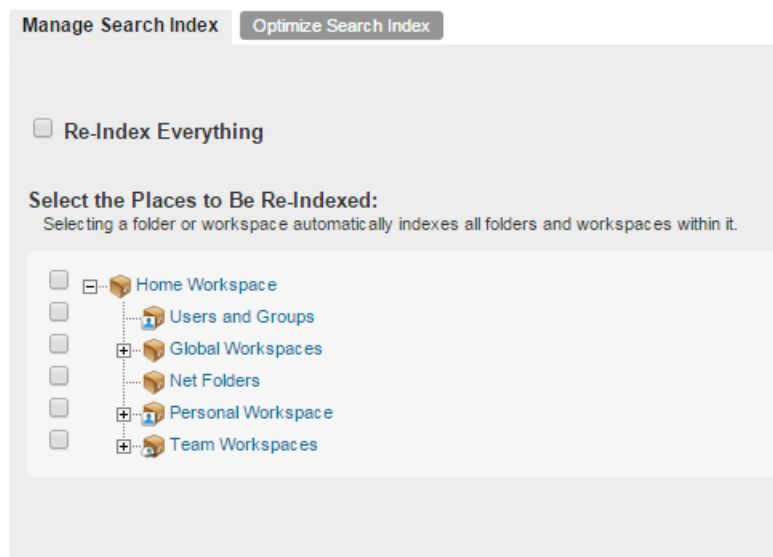 Manage Search Index
Optimize Search Index
Re-Index Everything
Select the Places to Be Re-Indexed:
Selecting a folder or workspace automatically indexes all folders and workspaces within it.
Home Workspace
Users and Groups
Global Workspaces
Net Folders
Personal Workspace
Team Workspaces